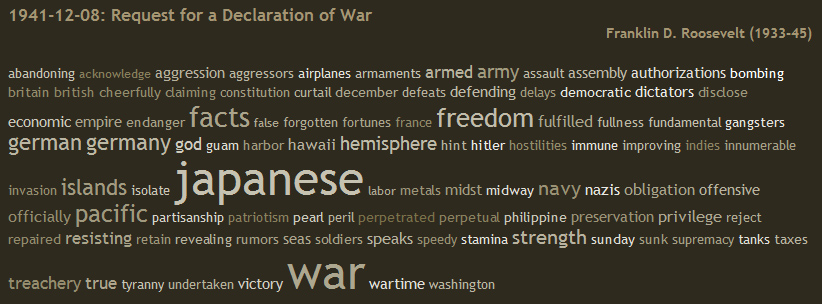 1941-12-08: Request for a Declaration of War
Franklin D. Roosevelt (1933-45)
abandoning acknowledge aggression aggressors airplanes armaments armed army assault assembly authorizations bombing
britain british cheerfully claiming constitution curtail december defeats defending delays democratic dictators disclose
economic empire endanger facts false forgotten fortunes france freedom fulfilled fullness fundamental gangsters
german germany god guam harbor hawaii hemisphere hint hitler hostilities immune improving indies innumerable
invasion islands isolate japanese labor metals midst midway navy nazis obligation offensive
officially pacific partisanship patriotism pearl peril perpetrated perpetual philippine preservation privilege reject
repaired resisting retain revealing rumors seas soldiers speaks speedy stamina strength sunday sunk supremacy tanks taxes
treachery true tyranny undertaken victory war wartime washington